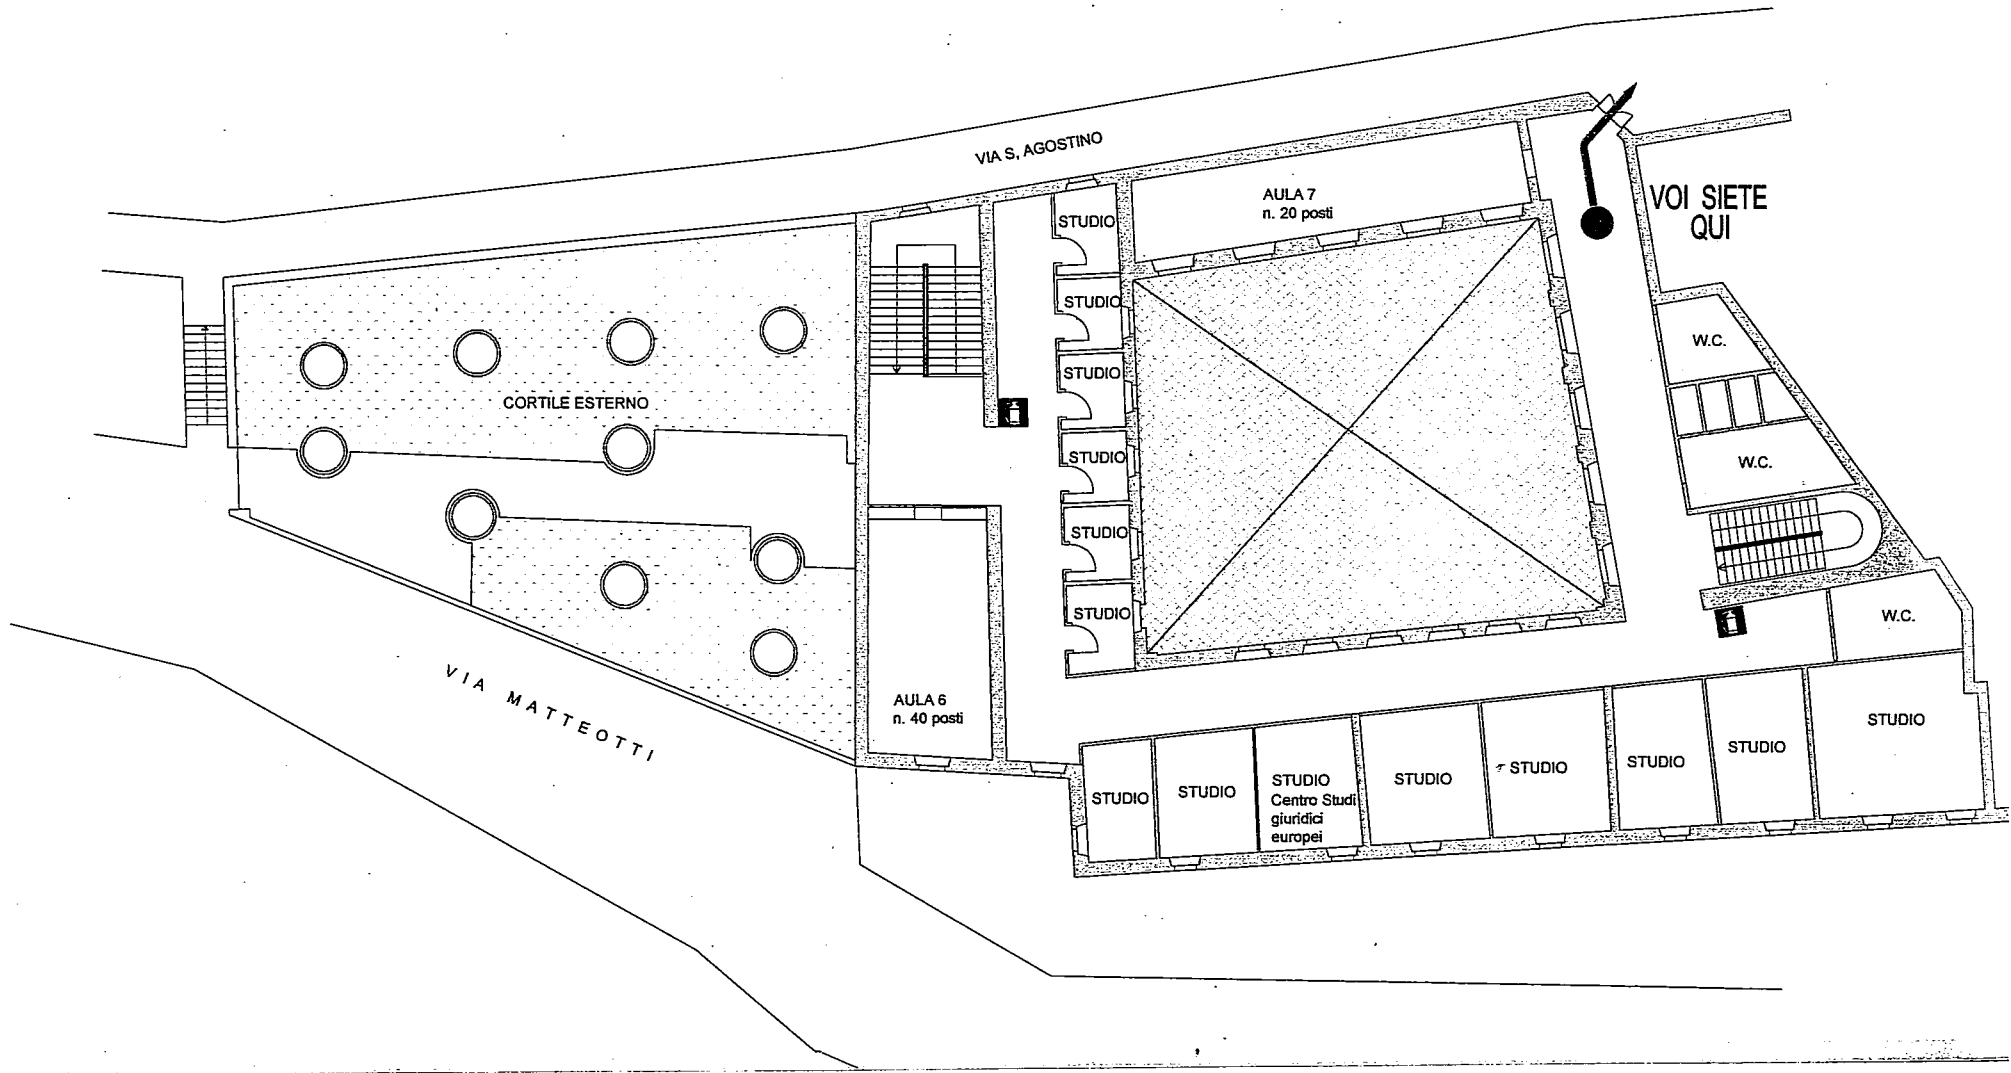 VIA S, AGOSTINO
VOI SIETE
QUI
AULA 7
n. 20 posti
STUDIO
STUDIO
STUDIO
STUDIO
STUDIO
STUDIO
W.C.
W.C.
W.C.
CORTILE ESTERNO
VIA MATTEOTTI
AULA 6
n. 40 posti
STUDIO
STUDIO
STUDIO
Centro Studi
giuridici
europei
STUDIO
STUDIO
STUDIO
STUDIO
STUDIO